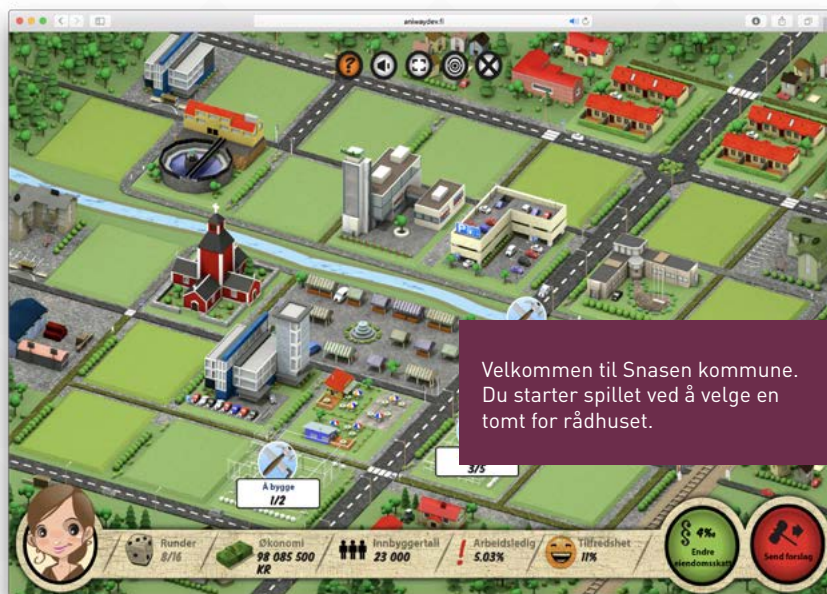 aniwaydev.fi
?
P
Velkommen til Snasen kommune.
Du starter spillet ved å velge en
tomt for rådhuset.
Å bygge
1/2
3/5
Runder
8/16
Økonomi
98 085 500
KR
Innbyggertall
23 000
Arbeidsledig
5.03%
Tilfredshet
11%
§ 4‰
Endre
eiendomsskatt
Send forslag